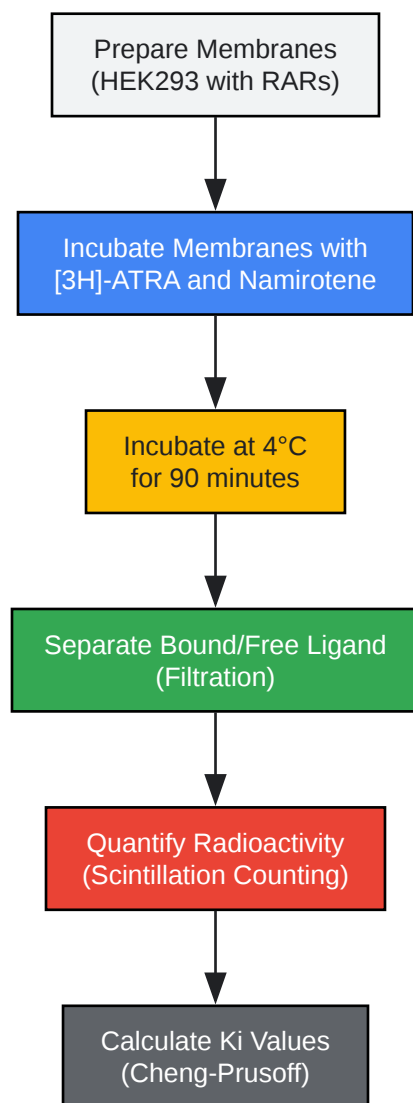 Prepare Membranes
(HEK293 with RARs)
Incubate Membranes with
[3H]-ATRA and Namirotene
Incubate at 4°C
for 90 minutes
Separate Bound/Free Ligand
(Filtration)
Quantify Radioactivity
(Scintillation Counting)
Calculate Ki Values
(Cheng-Prusoff)